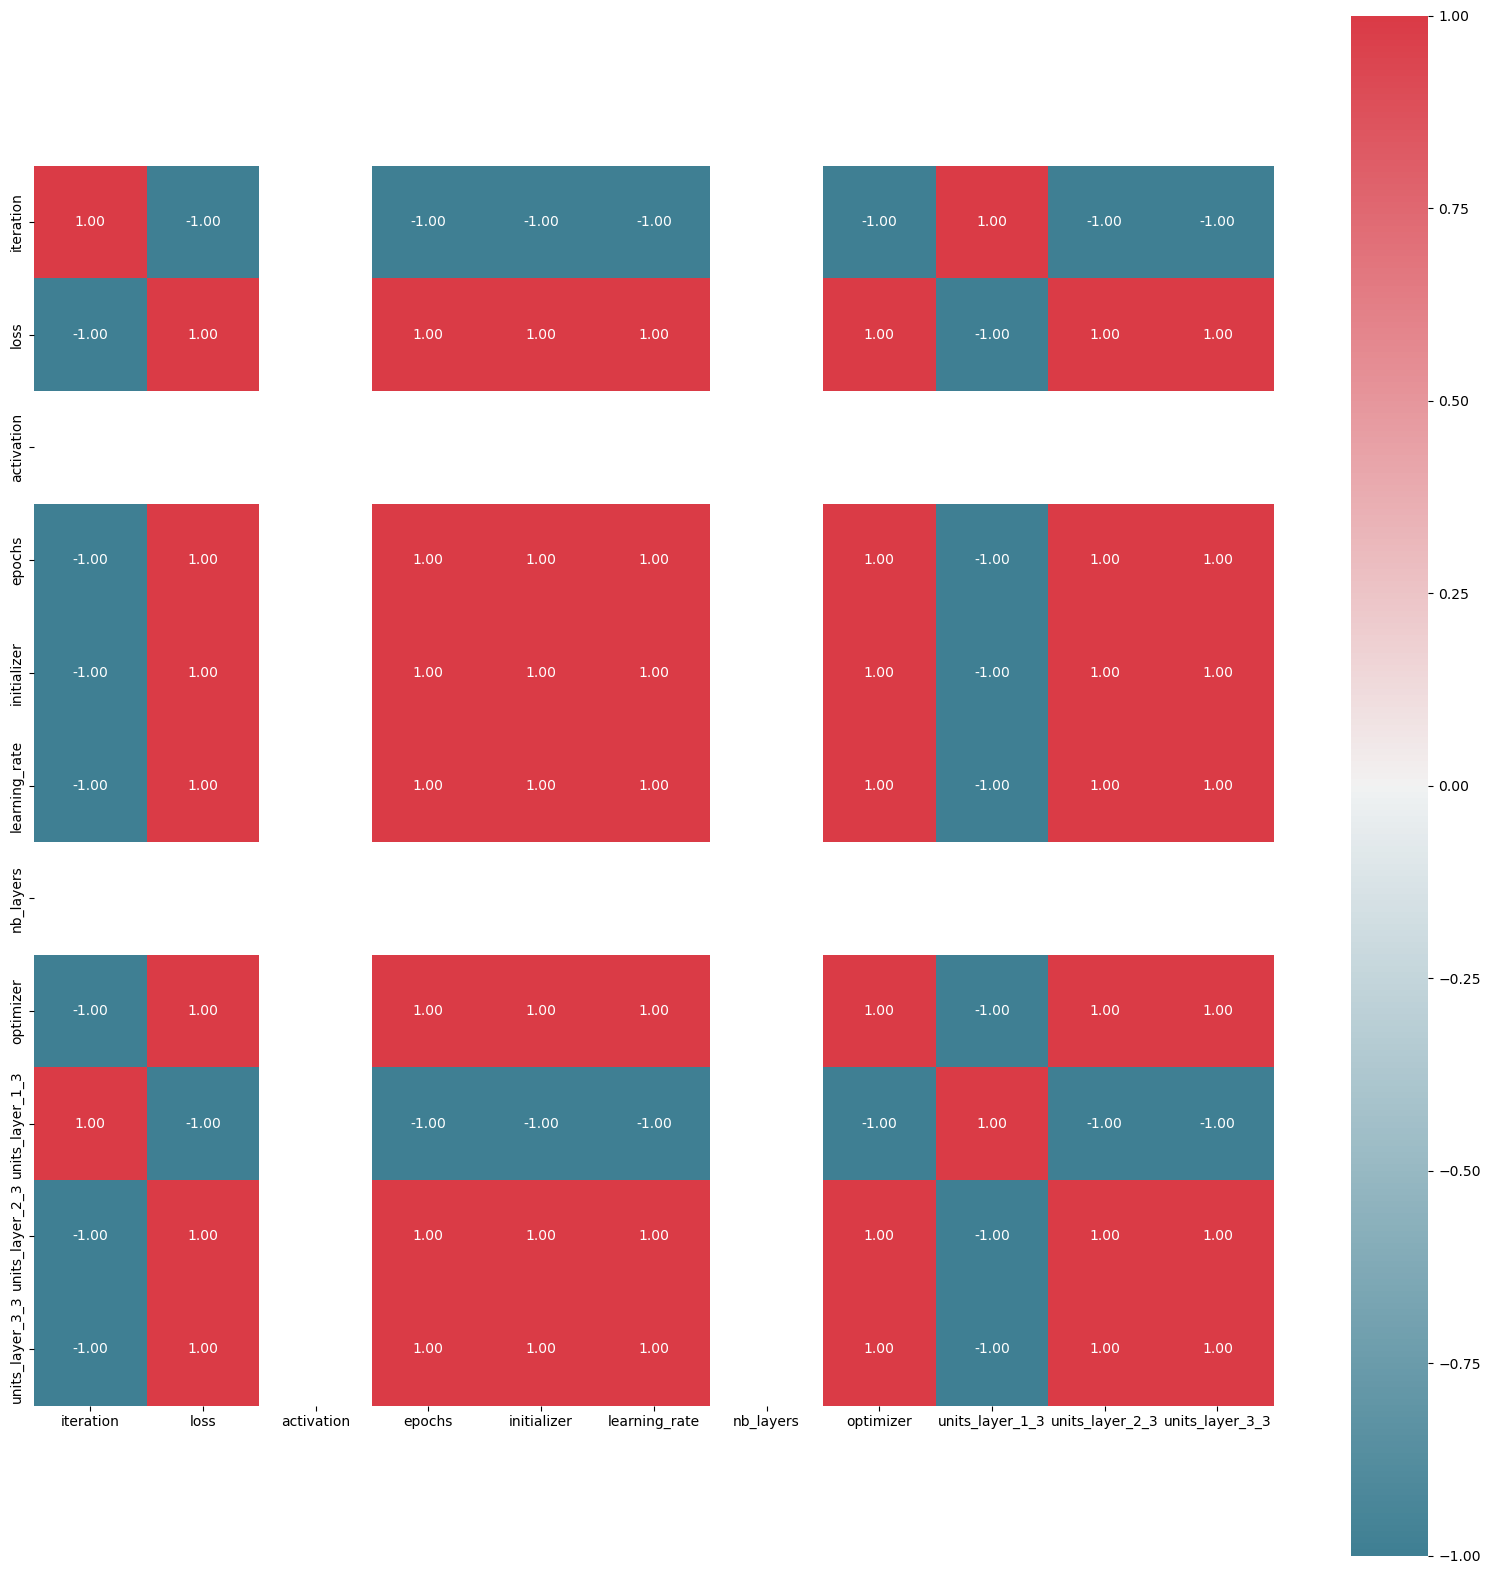 1.00
iteration 1.00 -1.00 -1.00 -1.00 -1.00 -1.00 1.00 -1.00 -1.00
0.75
loss -1.00 1.00 1.00 1.00 1.00 1.00 -1.00 1.00 1.00
0.50
activation
epochs -1.00 1.00 1.00 1.00 1.00 1.00 -1.00 1.00 1.00
0.25
initializer -1.00 1.00 1.00 1.00 1.00 1.00 -1.00 1.00 1.00
learning_rate -1.00 1.00 1.00 1.00 1.00 1.00 -1.00 1.00 1.00
0.00
nb_layers
−0.25
optimizer -1.00 1.00 1.00 1.00 1.00 1.00 -1.00 1.00 1.00
units_layer_1_3 1.00 -1.00 -1.00 -1.00 -1.00 -1.00 1.00 -1.00 -1.00
−0.50
units_layer_2_3 -1.00 1.00 1.00 1.00 1.00 1.00 -1.00 1.00 1.00
units_layer_3_3 -1.00 1.00 1.00 1.00 1.00 1.00 -1.00 1.00 1.00
−0.75
iteration loss activation epochs initializer learning_rate nb_layers optimizer units_layer_1_3 units_layer_2_3 units_layer_3_3
−1.00